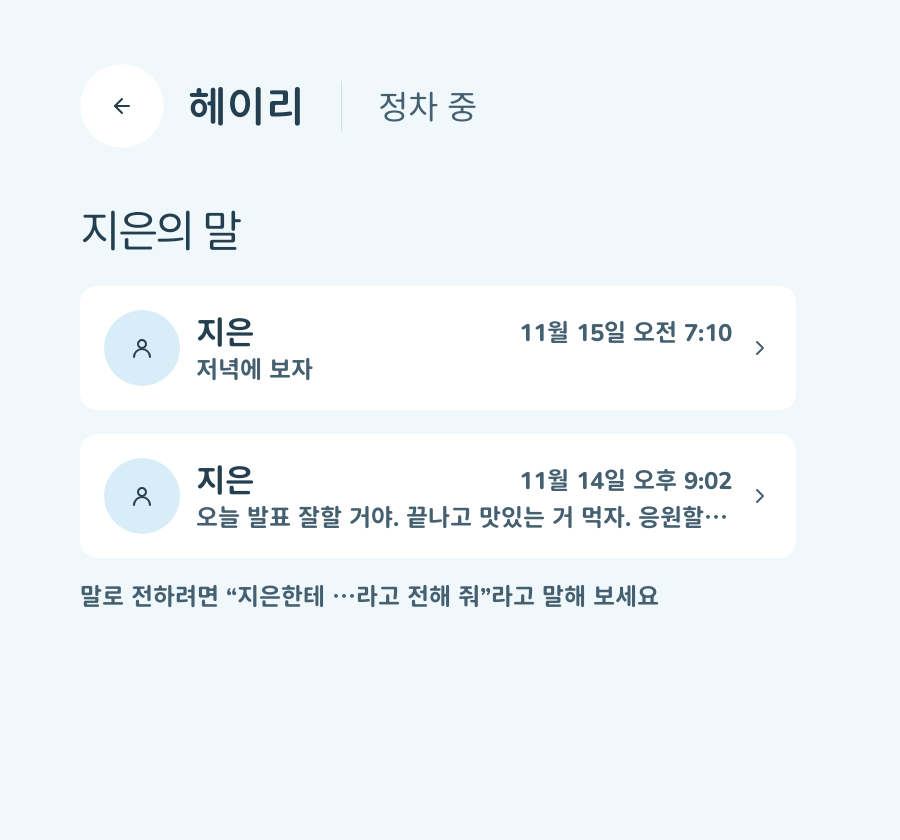 헤이리
정차 중
지은의 말
지은
11월 15일 오전 7:10
저녁에 보자
지은
11월 14일 오후 9:02
오늘 발표 잘할 거야. 끝나고 맛있는 거 먹자. 응원할…
말로 전하려면 “지은한테 …라고 전해 줘”라고 말해 보세요